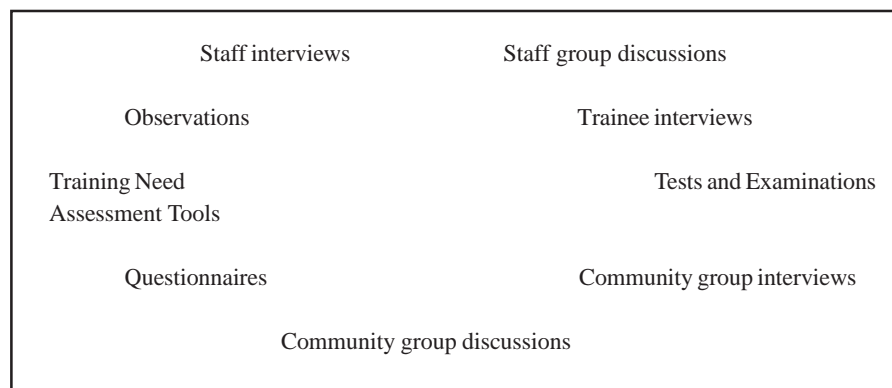 Staff interviews Staff group discussions
Observations Trainee interviews
Training Need Tests and Examinations
Assessment Tools
Questionnaires Community group interviews
Community group discussions